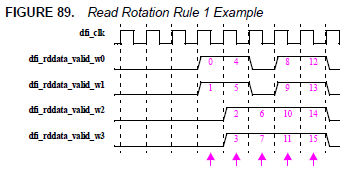 FIGURE 89. Read Rotation Rule 1 Example
dfi_clk
dfi_rddata_valid_w0 0 4 8 12
dfi_rddata_valid_w1 1 5 9 13
dfi_rddata_valid_w2 2 6 10 14
dfi_rddata_valid_w3 3 7 11 15